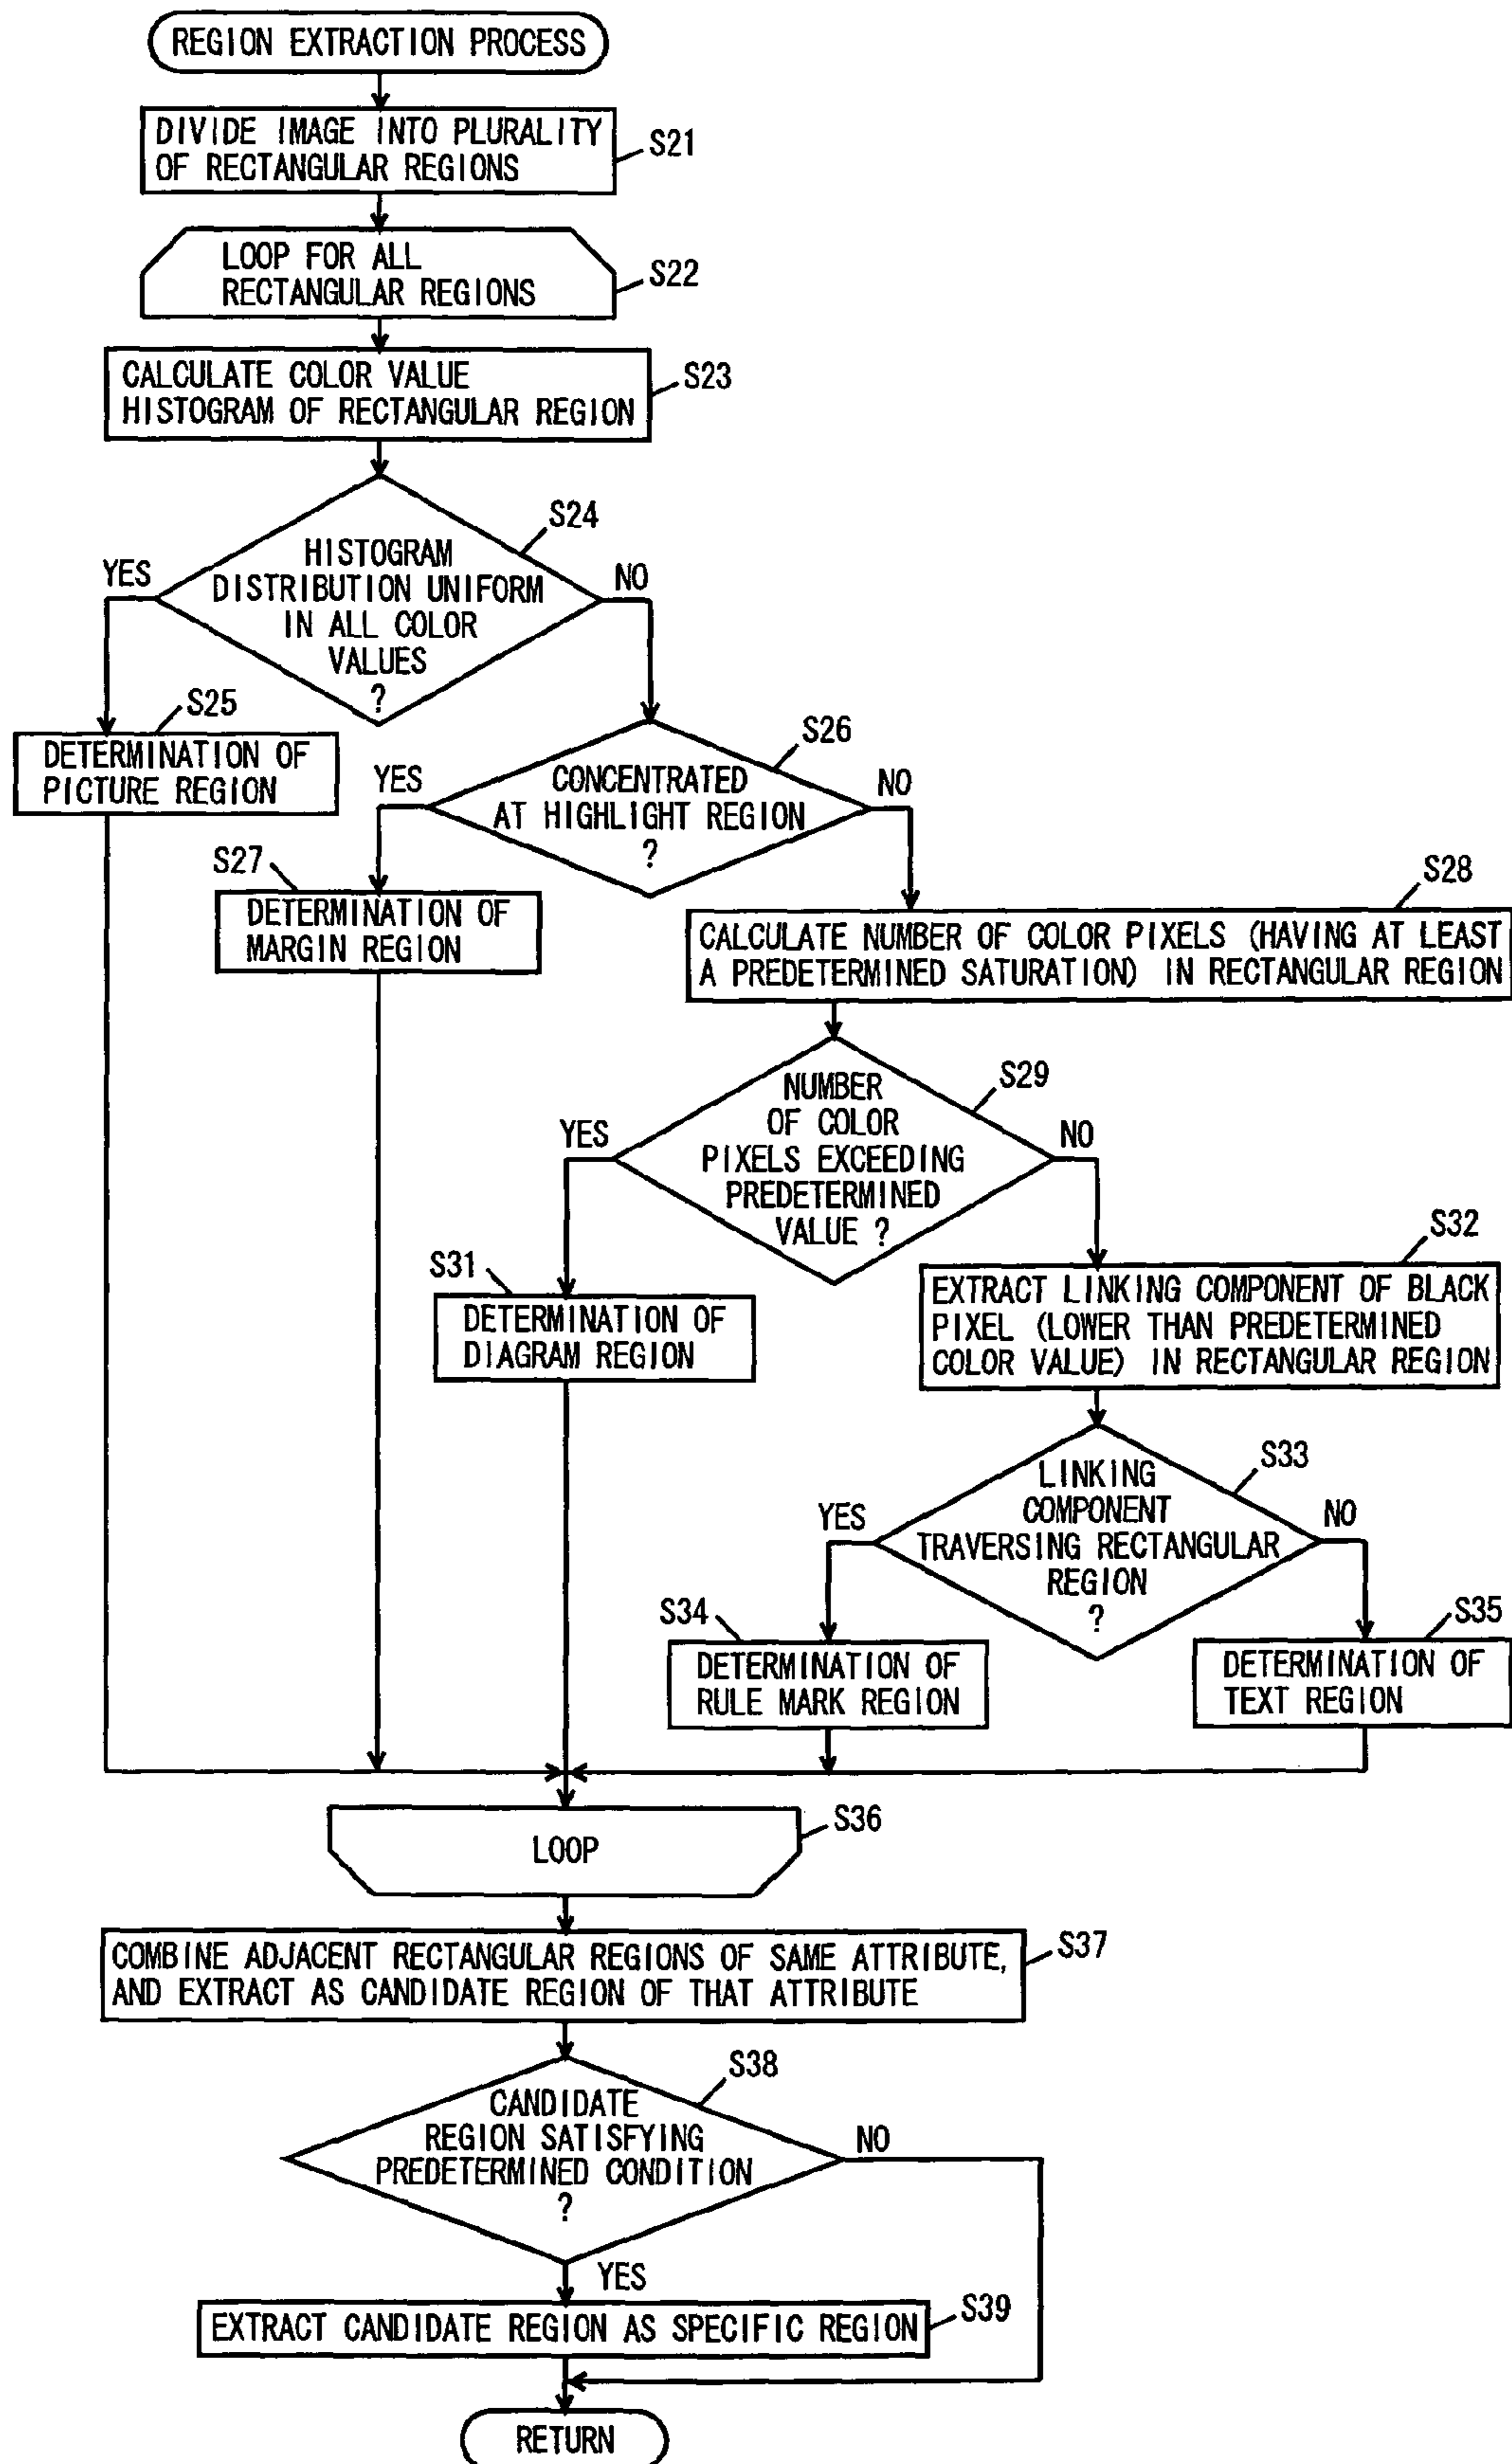 REGION EXTRACTION PROCESS
DIVIDE IMAGE INTO PLURALITY
OF RECTANGULAR REGIONS
S21
LOOP FOR ALL
RECTANGULAR REGIONS
S22
CALCULATE COLOR VALUE
HISTOGRAM OF RECTANGULAR REGION
S23
S24
HISTOGRAM
DISTRIBUTION UNIFORM
IN ALL COLOR
VALUES
?
YES
NO
S25
DETERMINATION OF
PICTURE REGION
S26
CONCENTRATED
AT HIGHLIGHT REGION
?
YES
NO
S27
DETERMINATION OF
MARGIN REGION
S28
CALCULATE NUMBER OF COLOR PIXELS (HAVING AT LEAST
A PREDETERMINED SATURATION) IN RECTANGULAR REGION
S29
NUMBER
OF COLOR
PIXELS EXCEEDING
PREDETERMINED
VALUE ?
YES
NO
S31
DETERMINATION OF
DIAGRAM REGION
S32
EXTRACT LINKING COMPONENT OF BLACK
PIXEL (LOWER THAN PREDETERMINED
COLOR VALUE) IN RECTANGULAR REGION
S33
LINKING
COMPONENT
TRAVERSING RECTANGULAR
REGION
?
YES
NO
S34
DETERMINATION OF
RULE MARK REGION
S35
DETERMINATION OF
TEXT REGION
LOOP
S36
COMBINE ADJACENT RECTANGULAR REGIONS OF SAME ATTRIBUTE,
AND EXTRACT AS CANDIDATE REGION OF THAT ATTRIBUTE
S37
S38
CANDIDATE
REGION SATISFYING
PREDETERMINED CONDITION
?
NO
YES
EXTRACT CANDIDATE REGION AS SPECIFIC REGION
S39
RETURN